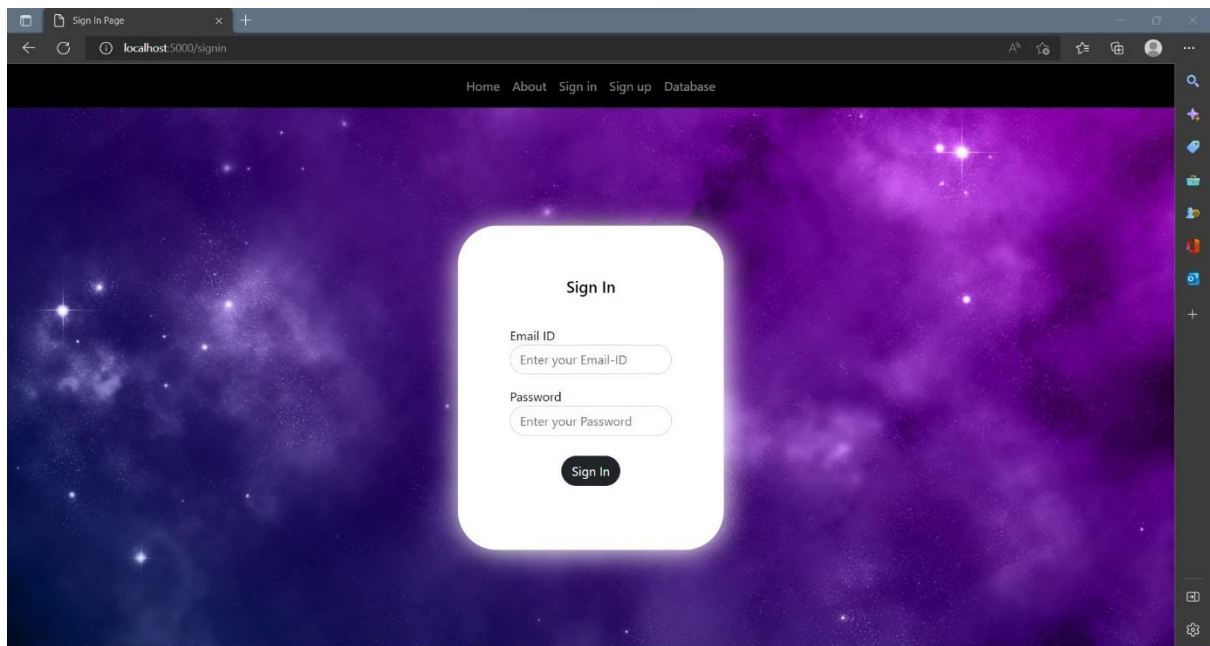 Sign In Page
localhost:5000/signin
Home About Sign in Sign up Database
Sign In
Email ID
Enter your Email-ID
Password
Enter your Password
Sign In